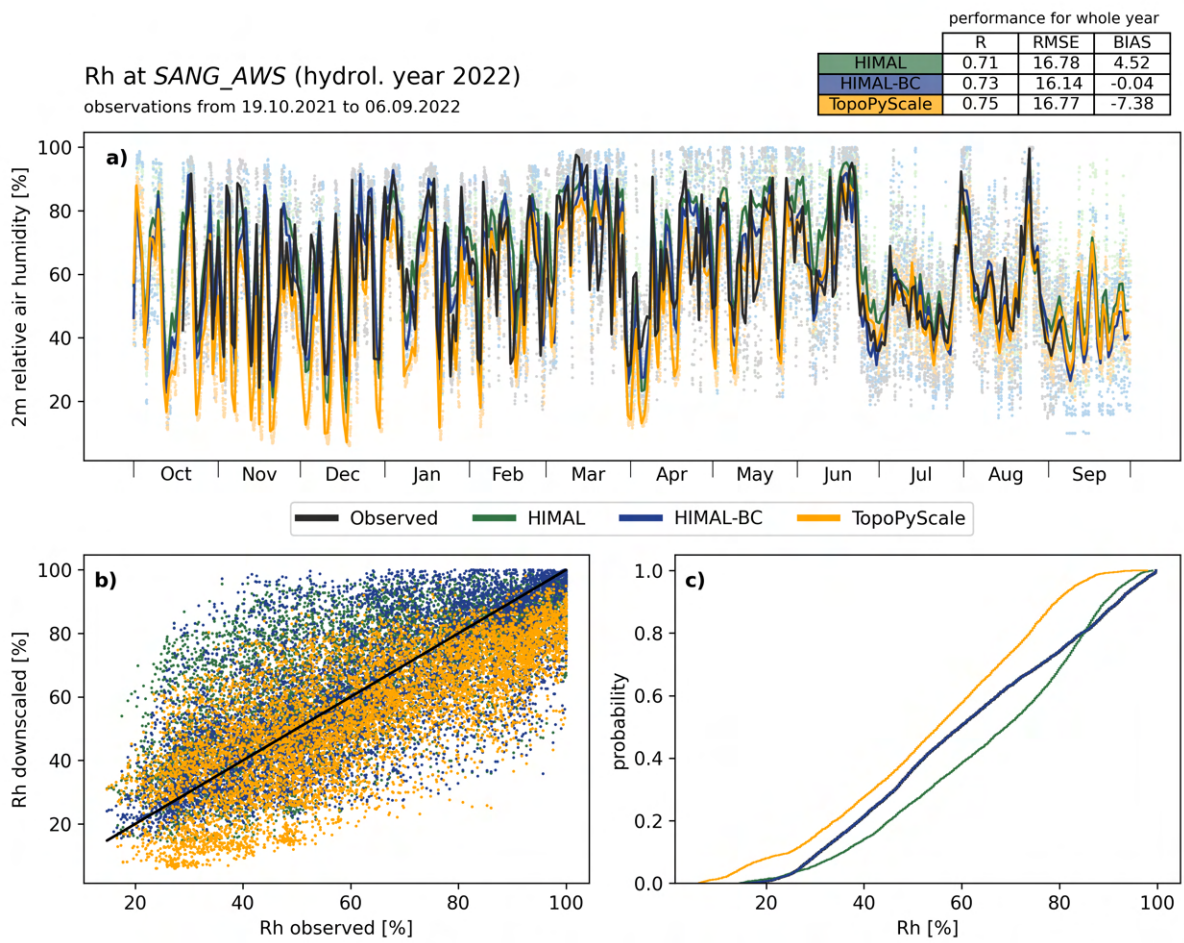 performance for whole year
R RMSE BIAS
HIMAL 0.71 16.78 4.52
HIMAL-BC 0.73 16.14 -0.04
TopoPyScale 0.75 16.77 -7.38
Rh at SANG_AWS (hydrol. year 2022)
observations from 19.10.2021 to 06.09.2022
a)
2m relative air humidity [%]
100
80
60
40
20
Oct Nov Dec Jan Feb Mar Apr May Jun Jul Aug Sep
Observed HIMAL HIMAL-BC TopoPyScale
b)
Rh downscaled [%]
100
80
60
40
20
20 40 60 80 100
Rh observed [%]
c)
probability
1.0
0.8
0.6
0.4
0.2
0.0
20 40 60 80 100
Rh [%]